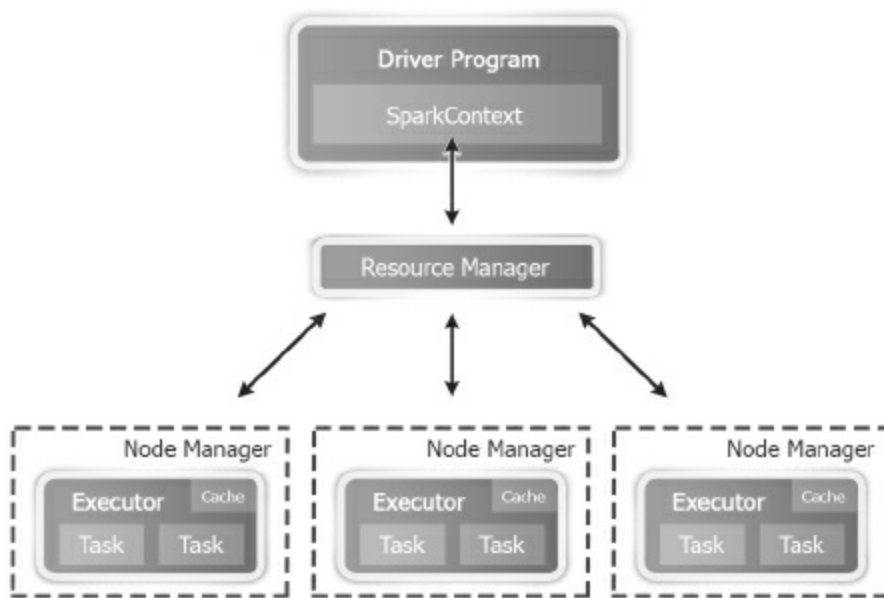 Driver Program
SparkContext
Resource Manager
Node Manager
Executor
Cache
Task
Task
Node Manager
Executor
Cache
Task
Task
Node Manager
Executor
Cache
Task
Task